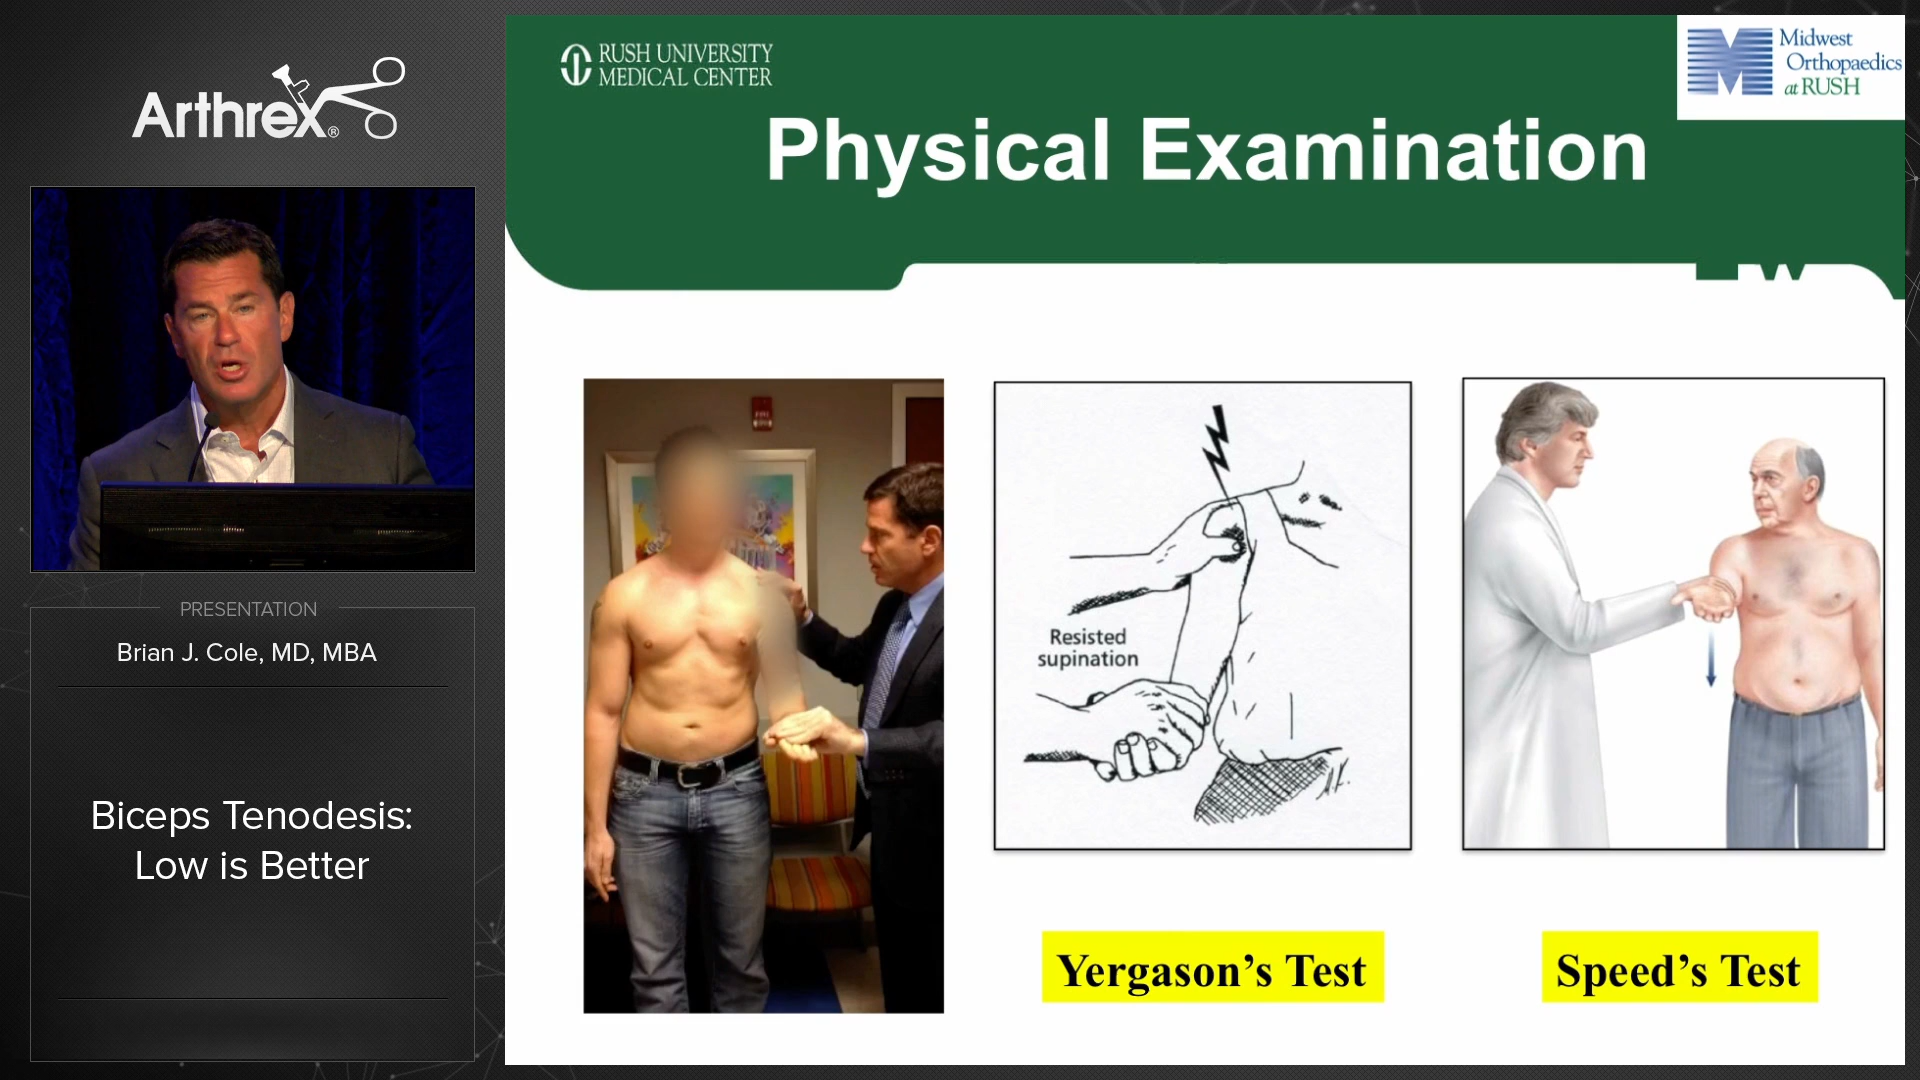 Arthrex®
PRESENTATION
Brian J. Cole, MD, MBA
Biceps Tenodesis:
Low is Better
RUSH UNIVERSITY
MEDICAL CENTER
Midwest
Orthopaedics
at RUSH
Physical Examination
Resisted
supination
Yergason’s Test
Speed’s Test